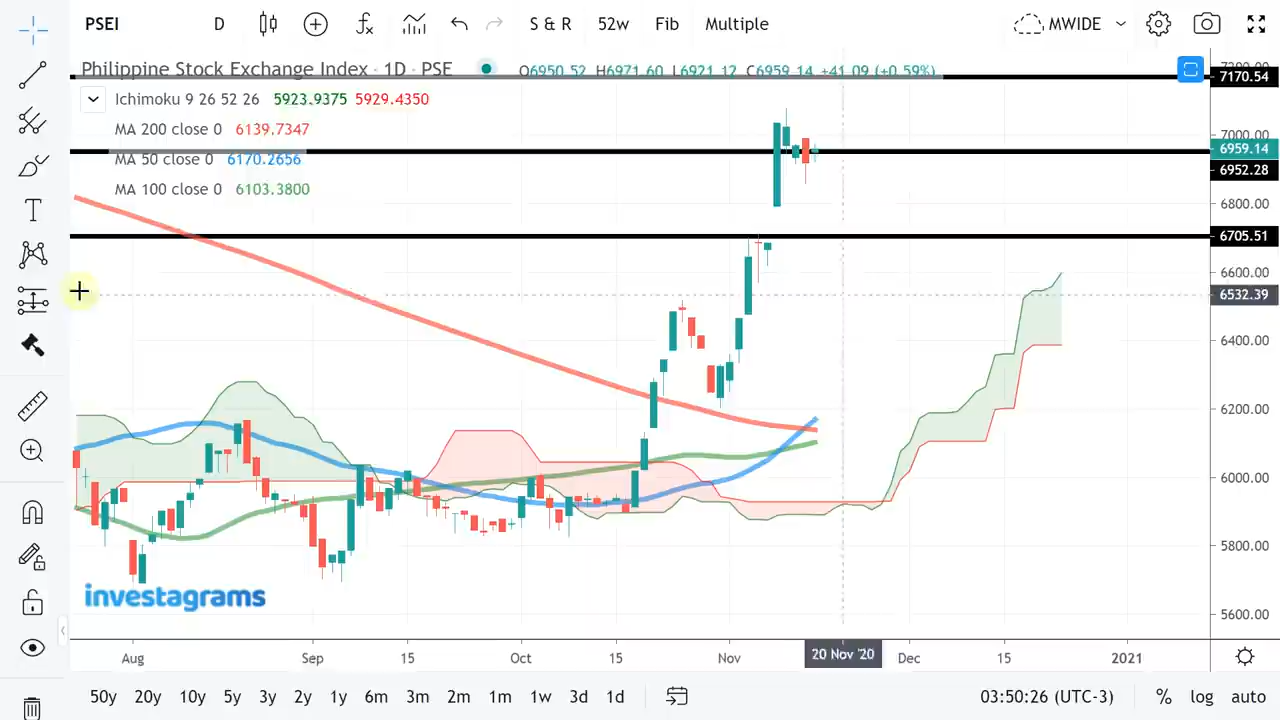 PSEI D S & R 52w Fib Multiple MWIDE
Philippine Stock Exchange Index · 1D · PSE O6950.52 H6971.60 L6921.12 C6959.14 +41.09 (+0.59%)
Ichimoku 9 26 52 26 5923.9375 5929.4350
MA 200 close 0 6139.7347
MA 50 close 0 6170.2656
MA 100 close 0 6103.3800
7200.00
7170.54
7000.00
6959.14
6952.28
6800.00
6705.51
6600.00
6532.39
6400.00
6200.00
6000.00
5800.00
5600.00
investagrams
Aug Sep 15 Oct 15 Nov 20 Nov '20 Dec 15 2021
50y 20y 10y 5y 3y 2y 1y 6m 3m 2m 1m 1w 3d 1d 03:50:26 (UTC-3) % log auto